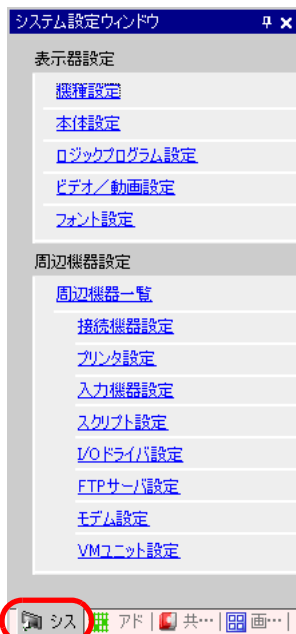 システム設定ウィンドウ
表示器設定
機種設定
本体設定
ロジックプログラム設定
ビデオ／動画設定
フォント設定
周辺機器設定
周辺機器一覧
接続機器設定
プリンタ設定
入力機器設定
スクリプト設定
I/Oドライバ設定
FTPサーバ設定
モデム設定
VMユニット設定
シス アド 共… 画…